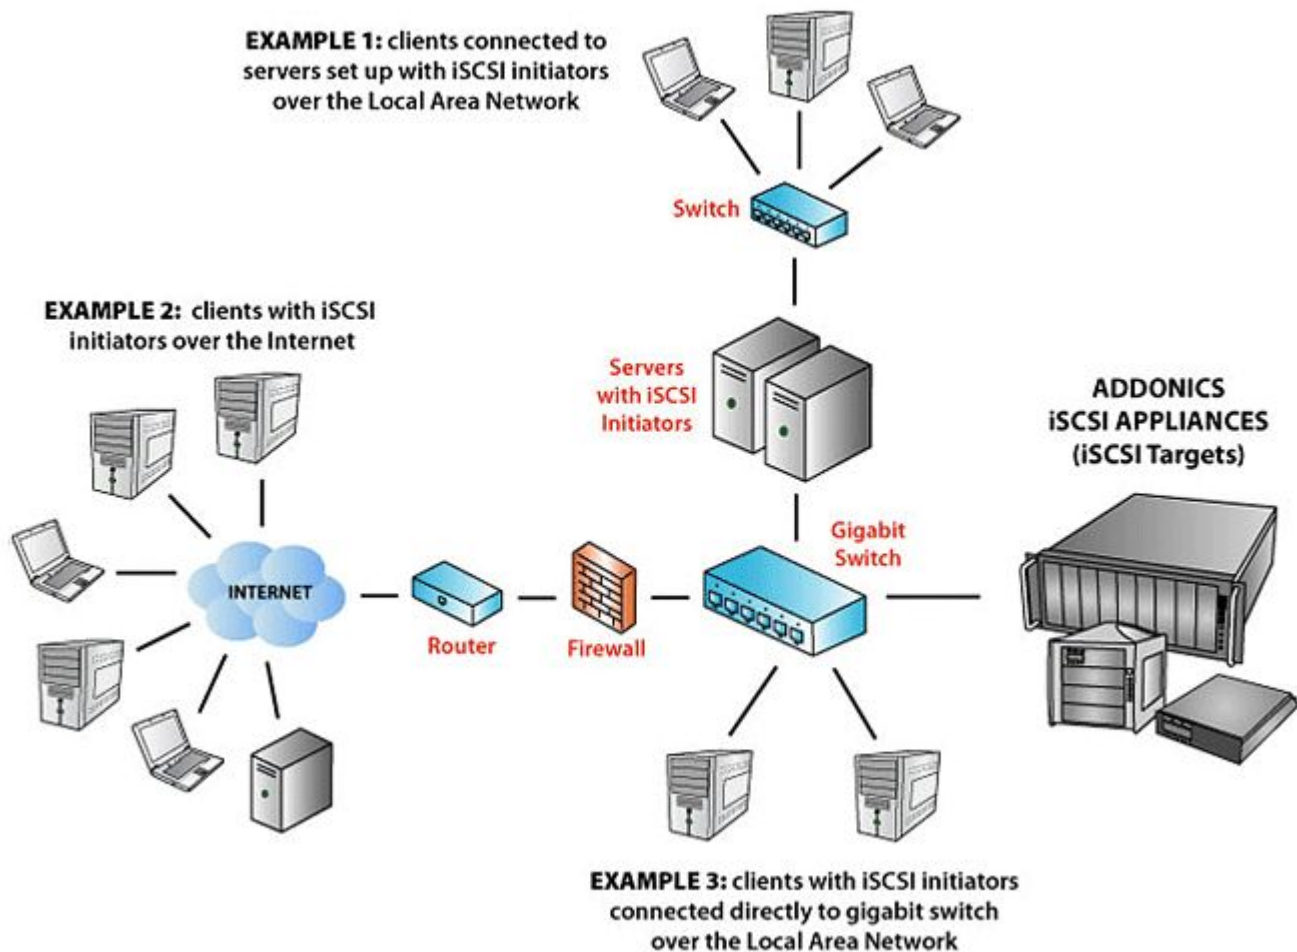 EXAMPLE 1: clients connected to
servers set up with iSCSI initiators
over the Local Area Network
Switch
EXAMPLE 2: clients with iSCSI
initiators over the Internet
Servers
with iSCSI
Initiators
ADDONICS
iSCSI APPLIANCES
(iSCSI Targets)
Gigabit
Switch
INTERNET
Router
Firewall
EXAMPLE 3: clients with iSCSI initiators
connected directly to gigabit switch
over the Local Area Network